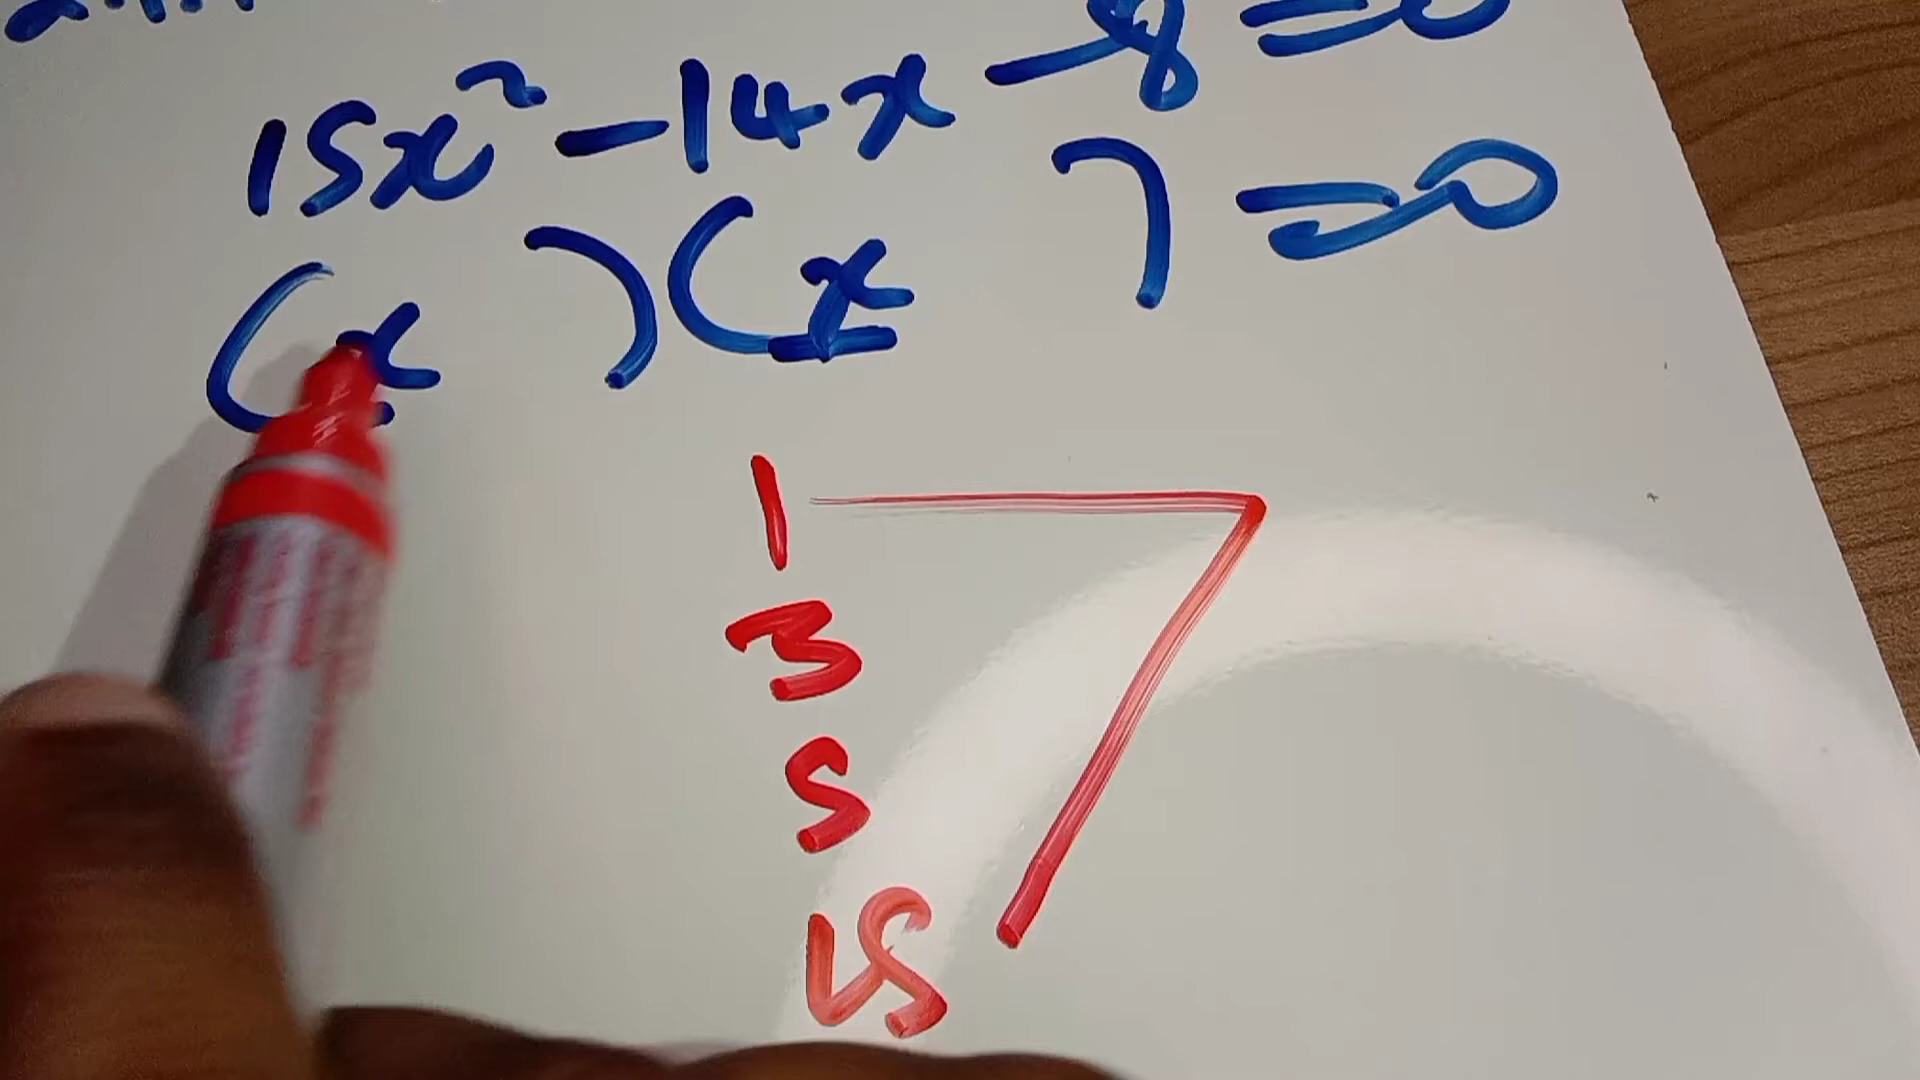 15x² - 14x - 8 = 0
(x )(x ) = 0
1
3
5
15